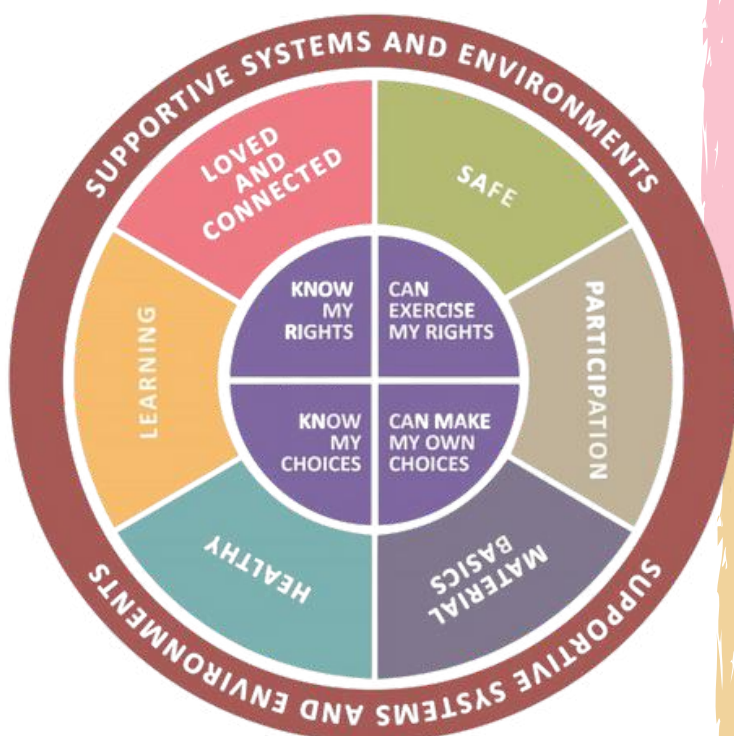 SUPPORTIVE SYSTEMS AND ENVIRONMENTS
LOVED
AND
CONNECTED
SAFE
PARTICIPATION
MATERIAL
BASICS
HEALTHY
LEARNING
KNOW
MY
RIGHTS
CAN
EXERCISE
MY RIGHTS
KNOW
MY
CHOICES
CAN MAKE
MY OWN
CHOICES
SUPPORTIVE SYSTEMS AND ENVIRONMENTS